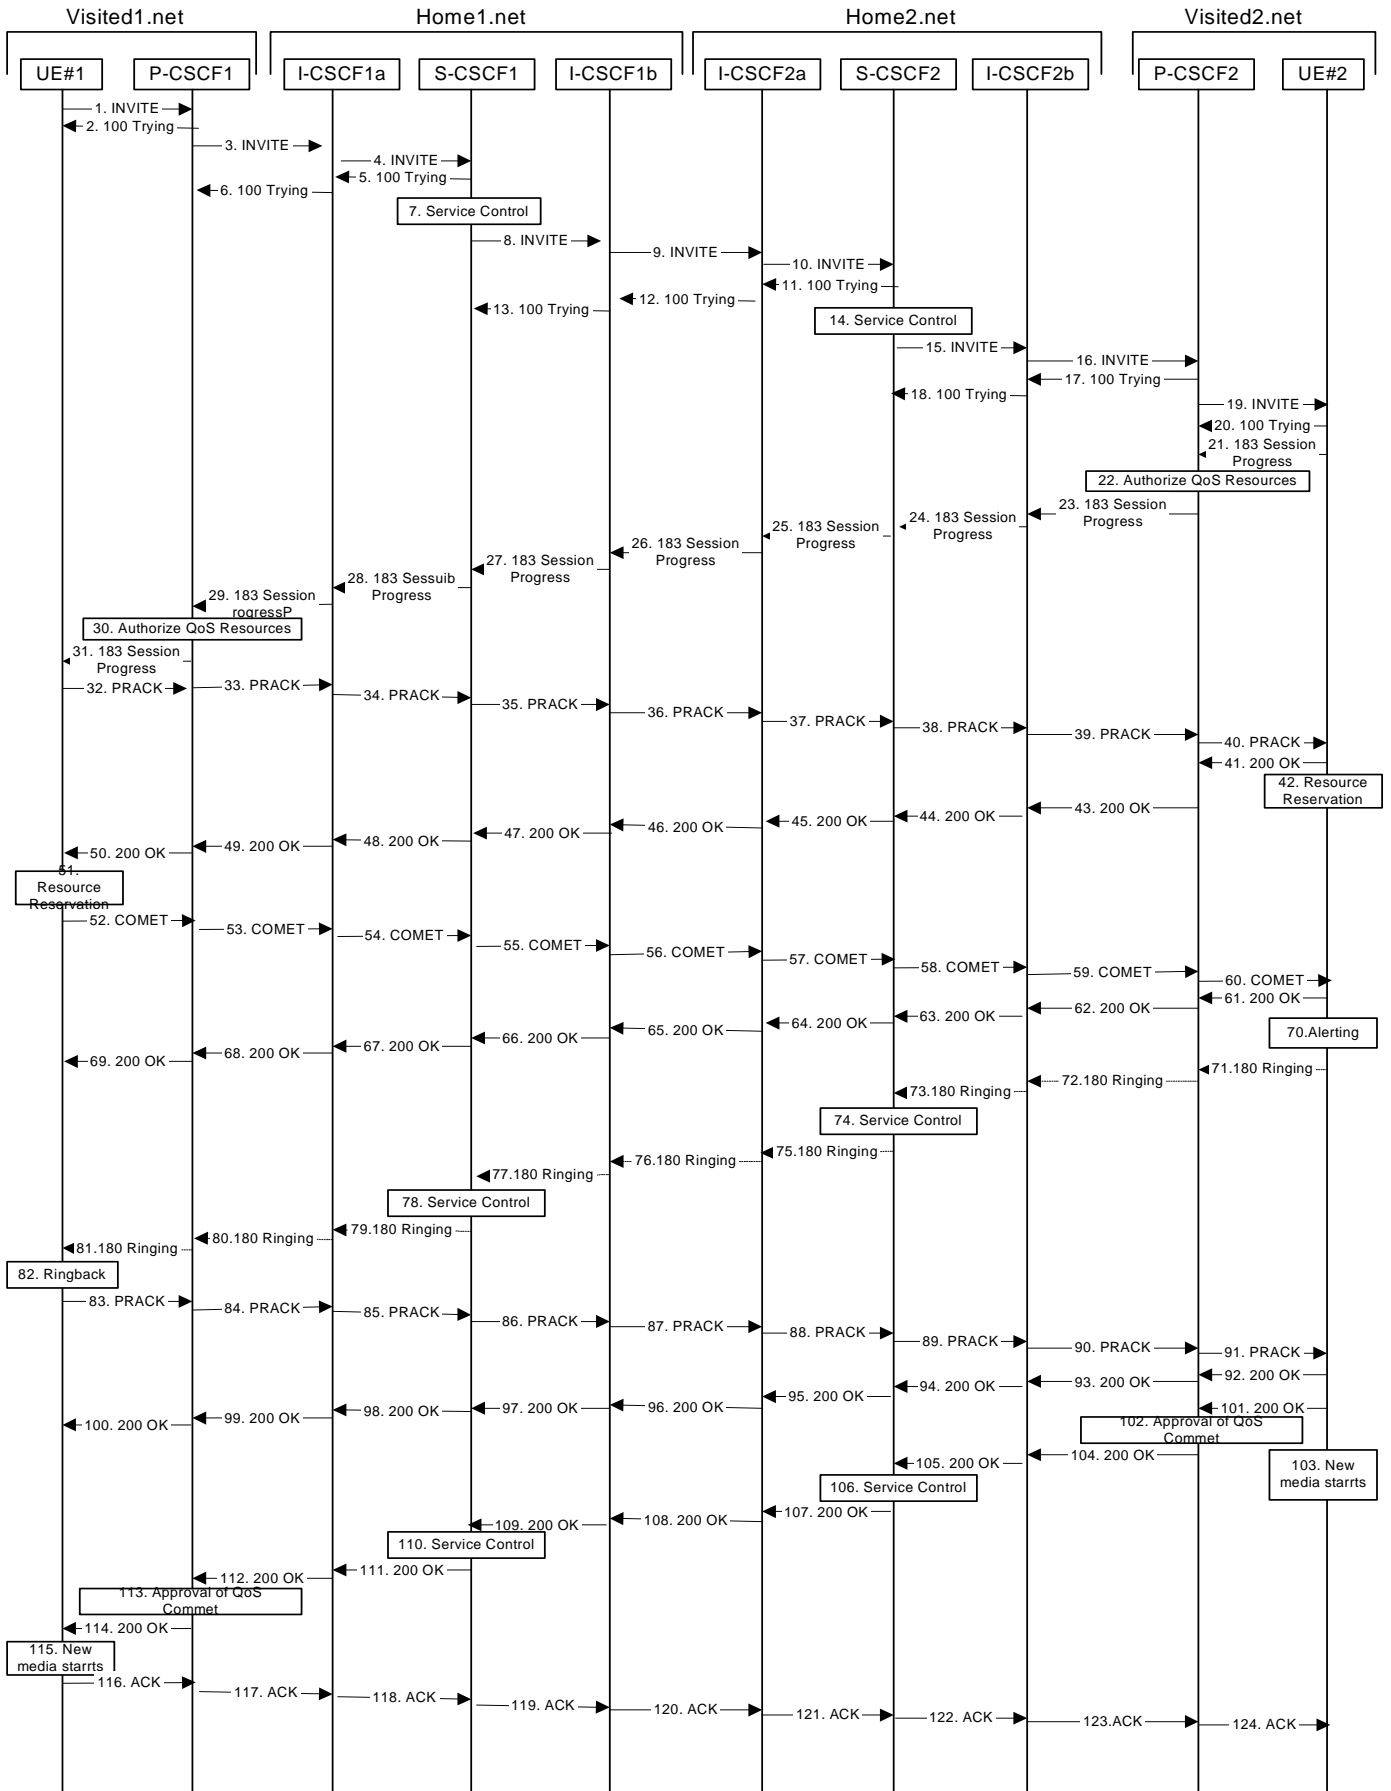 Visited1.net
Home1.net
Home2.net
Visited2.net
UE#1
P-CSCF1
I-CSCF1a
S-CSCF1
I-CSCF1b
I-CSCF2a
S-CSCF2
I-CSCF2b
P-CSCF2
UE#2
1. INVITE
2. 100 Trying
3. INVITE
4. INVITE
5. 100 Trying
6. 100 Trying
7. Service Control
8. INVITE
9. INVITE
10. INVITE
11. 100 Trying
12. 100 Trying
13. 100 Trying
14. Service Control
15. INVITE
16. INVITE
17. 100 Trying
18. 100 Trying
19. INVITE
20. 100 Trying
21. 183 Session
Progress
22. Authorize QoS Resources
23. 183 Session
Progress
24. 183 Session
Progress
25. 183 Session
Progress
26. 183 Session
Progress
27. 183 Session
Progress
28. 183 Sessuib
Progress
29. 183 Session
rogressP
30. Authorize QoS Resources
31. 183 Session
Progress
32. PRACK
33. PRACK
34. PRACK
35. PRACK
36. PRACK
37. PRACK
38. PRACK
39. PRACK
40. PRACK
41. 200 OK
42. Resource
Reservation
43. 200 OK
44. 200 OK
45. 200 OK
46. 200 OK
47. 200 OK
48. 200 OK
49. 200 OK
50. 200 OK
51.
Resource
Reservation
52. COMET
53. COMET
54. COMET
55. COMET
56. COMET
57. COMET
58. COMET
59. COMET
60. COMET
61. 200 OK
62. 200 OK
63. 200 OK
64. 200 OK
65. 200 OK
66. 200 OK
67. 200 OK
68. 200 OK
69. 200 OK
70.Alerting
71.180 Ringing
72.180 Ringing
73.180 Ringing
74. Service Control
75.180 Ringing
76.180 Ringing
77.180 Ringing
78. Service Control
79.180 Ringing
80.180 Ringing
81.180 Ringing
82. Ringback
83. PRACK
84. PRACK
85. PRACK
86. PRACK
87. PRACK
88. PRACK
89. PRACK
90. PRACK
91. PRACK
92. 200 OK
93. 200 OK
94. 200 OK
95. 200 OK
96. 200 OK
97. 200 OK
98. 200 OK
99. 200 OK
100. 200 OK
101. 200 OK
102. Approval of QoS
Commet
103. New
media starrts
104. 200 OK
105. 200 OK
106. Service Control
107. 200 OK
108. 200 OK
109. 200 OK
110. Service Control
111. 200 OK
112. 200 OK
113. Approval of QoS
Commet
114. 200 OK
115. New
media starrts
116. ACK
117. ACK
118. ACK
119. ACK
120. ACK
121. ACK
122. ACK
123.ACK
124. ACK